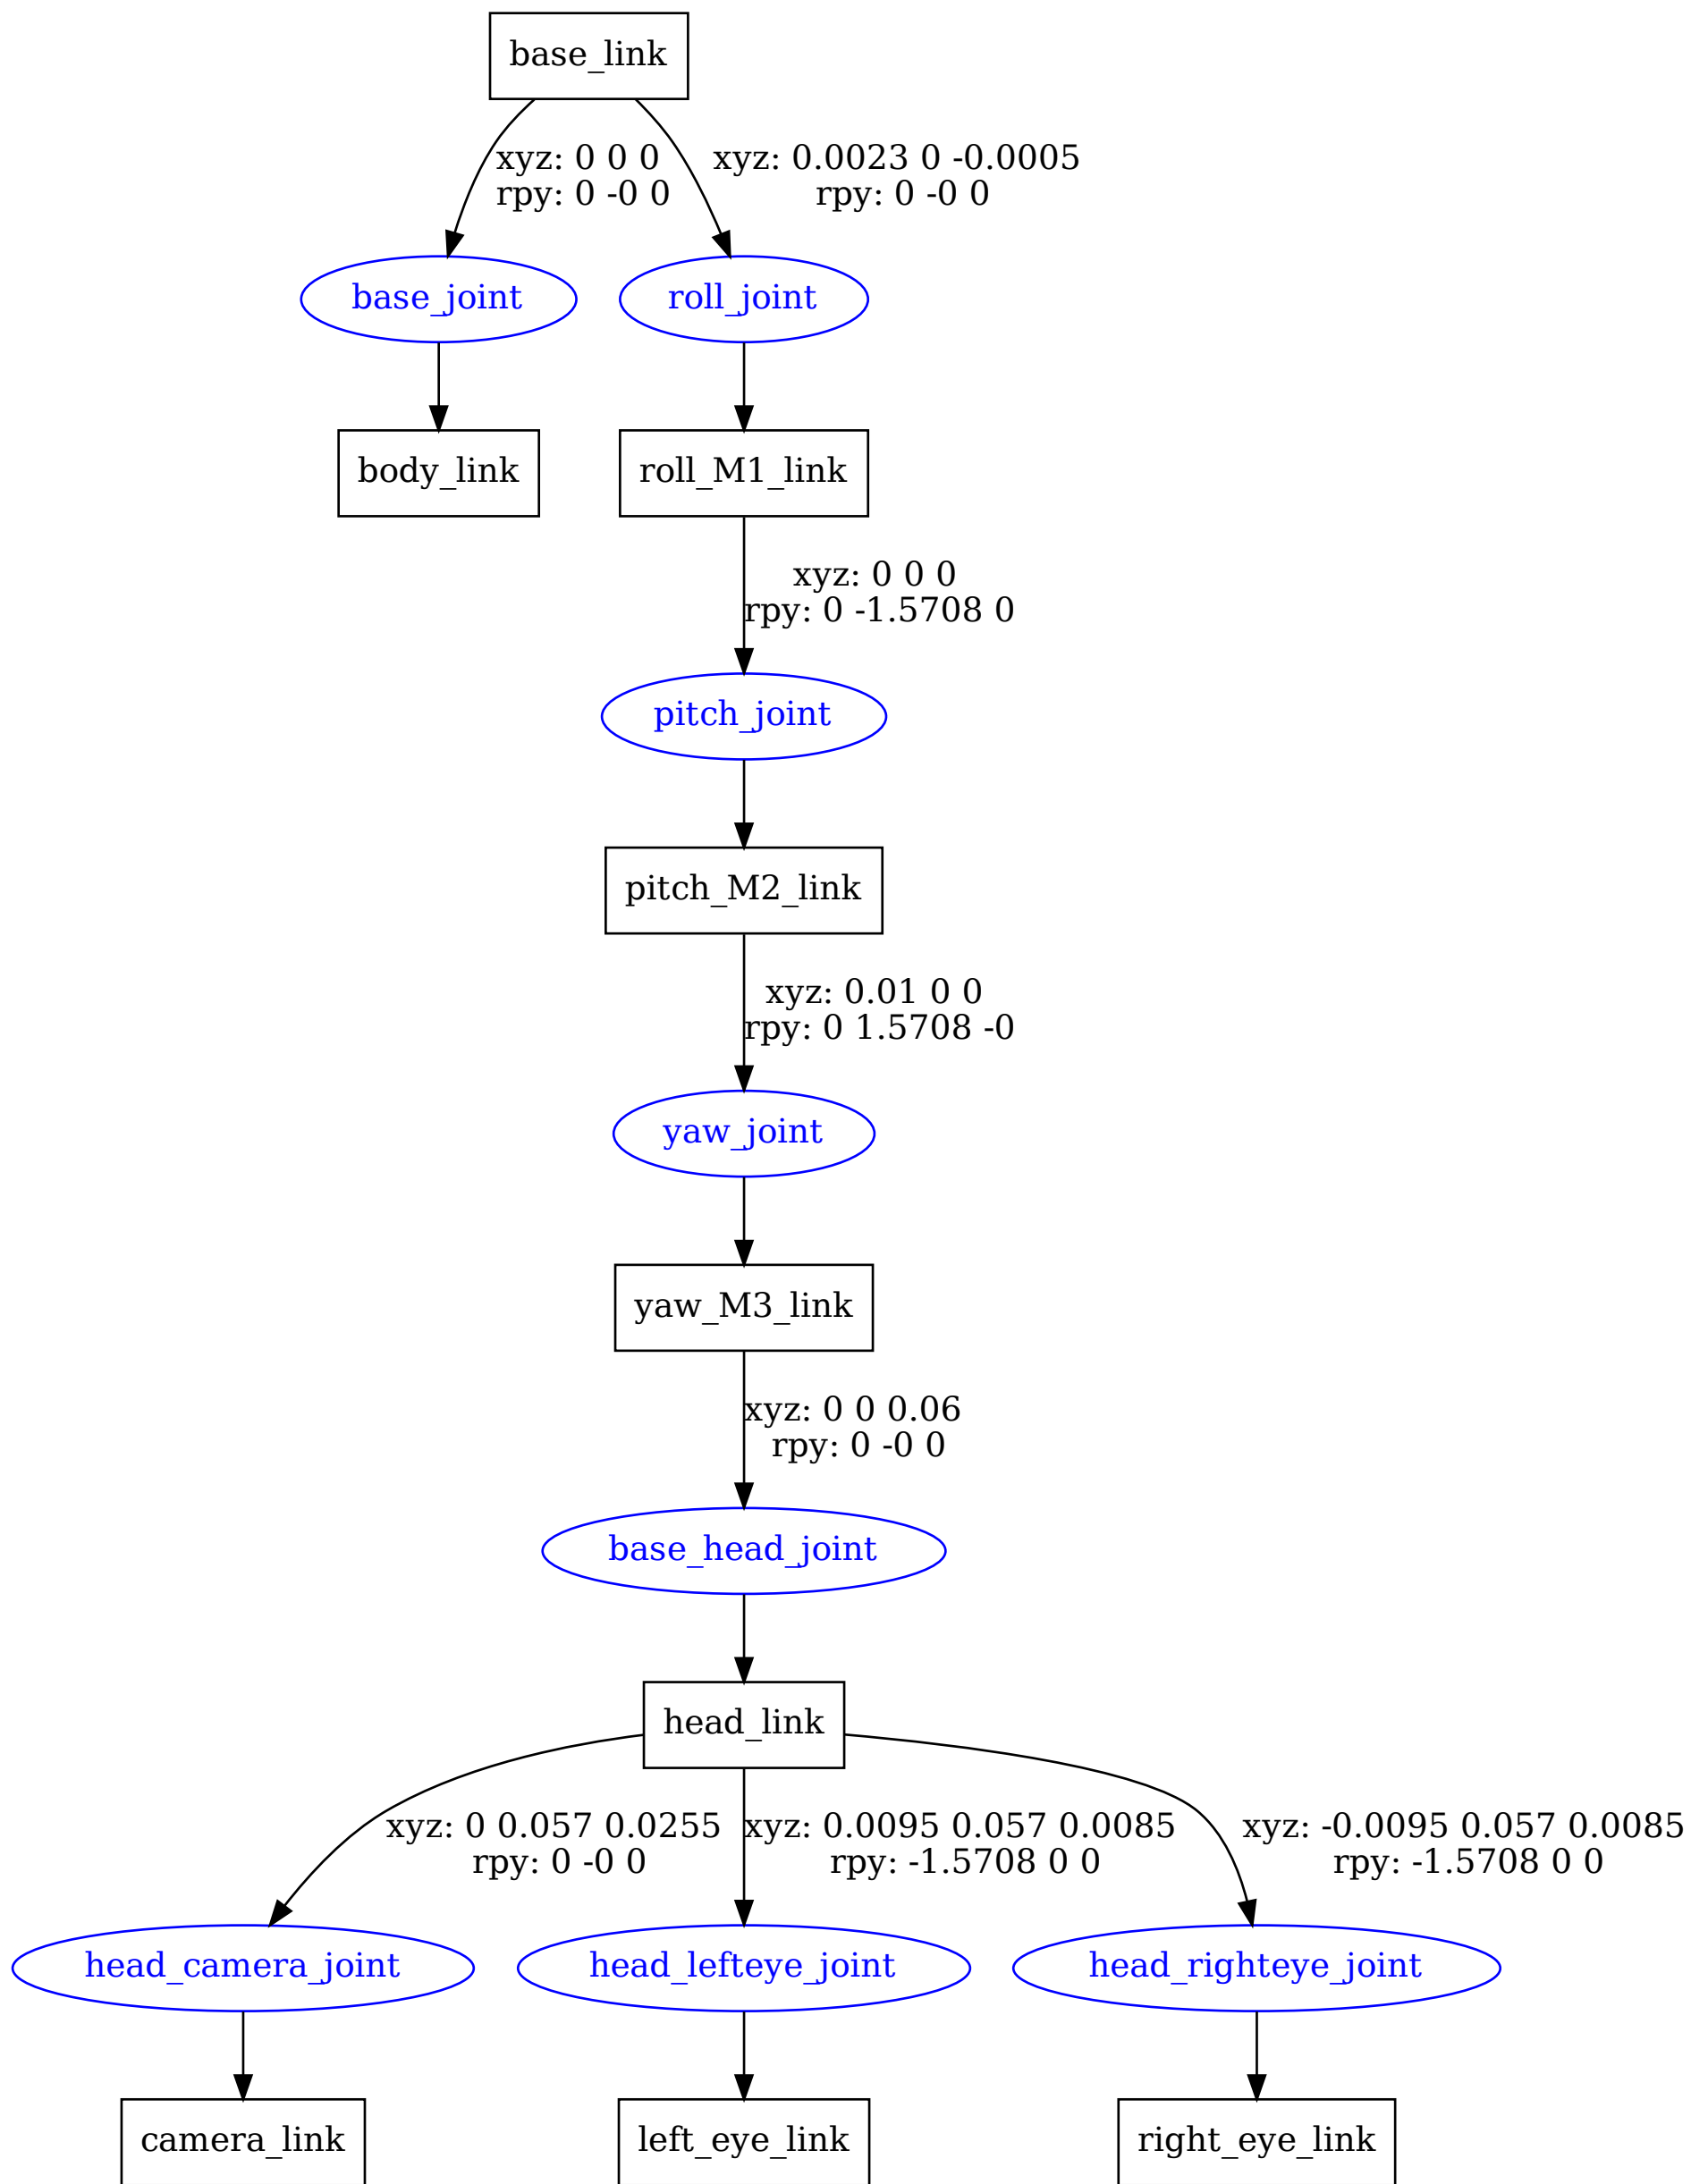 base_link
xyz: 0 0 0
rpy: 0 -0 0
xyz: 0.0023 0 -0.0005
rpy: 0 -0 0
base_joint
roll_joint
body_link
roll_M1_link
xyz: 0 0 0
rpy: 0 -1.5708 0
pitch_joint
pitch_M2_link
xyz: 0.01 0 0
rpy: 0 1.5708 -0
yaw_joint
yaw_M3_link
xyz: 0 0 0.06
rpy: 0 -0 0
base_head_joint
head_link
xyz: 0 0.057 0.0255
rpy: 0 -0 0
xyz: 0.0095 0.057 0.0085
rpy: -1.5708 0 0
xyz: -0.0095 0.057 0.0085
rpy: -1.5708 0 0
head_camera_joint
head_lefteye_joint
head_righteye_joint
camera_link
left_eye_link
right_eye_link